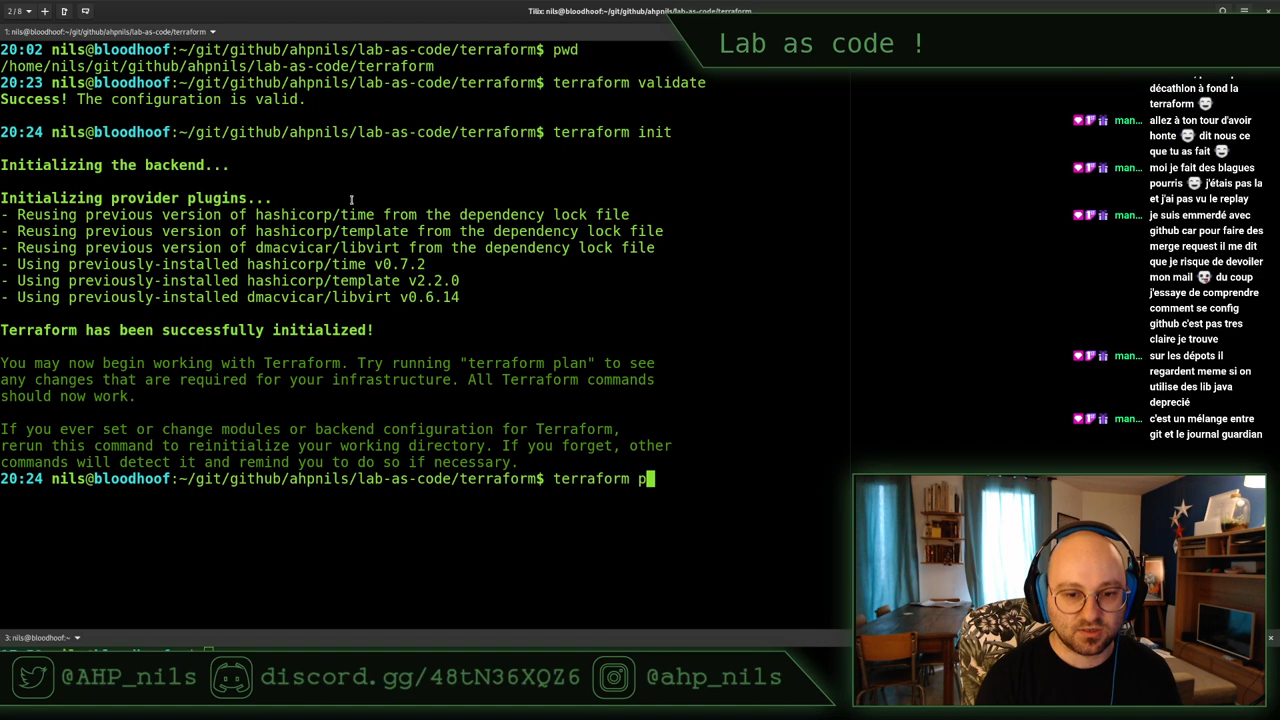 2/8
Tilix: nils@bloodhoof:~/git/github/ahpnils/lab-as-code/terraform
1: nils@bloodhoof:~/git/github/ahpnils/lab-as-code/terraform
Lab as code !
20:02 nils@bloodhoof:~/git/github/ahpnils/lab-as-code/terraform$ pwd
/home/nils/git/github/ahpnils/lab-as-code/terraform
20:23 nils@bloodhoof:~/git/github/ahpnils/lab-as-code/terraform$ terraform validate
Success! The configuration is valid.
20:24 nils@bloodhoof:~/git/github/ahpnils/lab-as-code/terraform$ terraform init
Initializing the backend...
Initializing provider plugins...
- Reusing previous version of hashicorp/time from the dependency lock file
- Reusing previous version of hashicorp/template from the dependency lock file
- Reusing previous version of dmacvicar/libvirt from the dependency lock file
- Using previously-installed hashicorp/time v0.7.2
- Using previously-installed hashicorp/template v2.2.0
- Using previously-installed dmacvicar/libvirt v0.6.14
Terraform has been successfully initialized!
You may now begin working with Terraform. Try running "terraform plan" to see
any changes that are required for your infrastructure. All Terraform commands
should now work.
If you ever set or change modules or backend configuration for Terraform,
rerun this command to reinitialize your working directory. If you forget, other
commands will detect it and remind you to do so if necessary.
20:24 nils@bloodhoof:~/git/github/ahpnils/lab-as-code/terraform$ terraform p
3: nils@bloodhoof:~
décathlon à fond la
terraform
man... allez à ton tour d'avoir
honte dit nous ce
que tu as fait
man... moi je fait des blagues
pourris j'étais pas la
et j'ai pas vu le replay
man... je suis emmerdé avec
github car pour faire des
merge request il me dit
que je risque de devoiler
mon mail du coup
j'essaye de comprendre
comment se config
github c'est pas tres
claire je trouve
man... sur les dépots il
regardent meme si on
utilise des lib java
deprecié
man... c'est un mélange entre
git et le journal guardian
@AHP_nils discord.gg/48tN36XQZ6 @ahp_nils